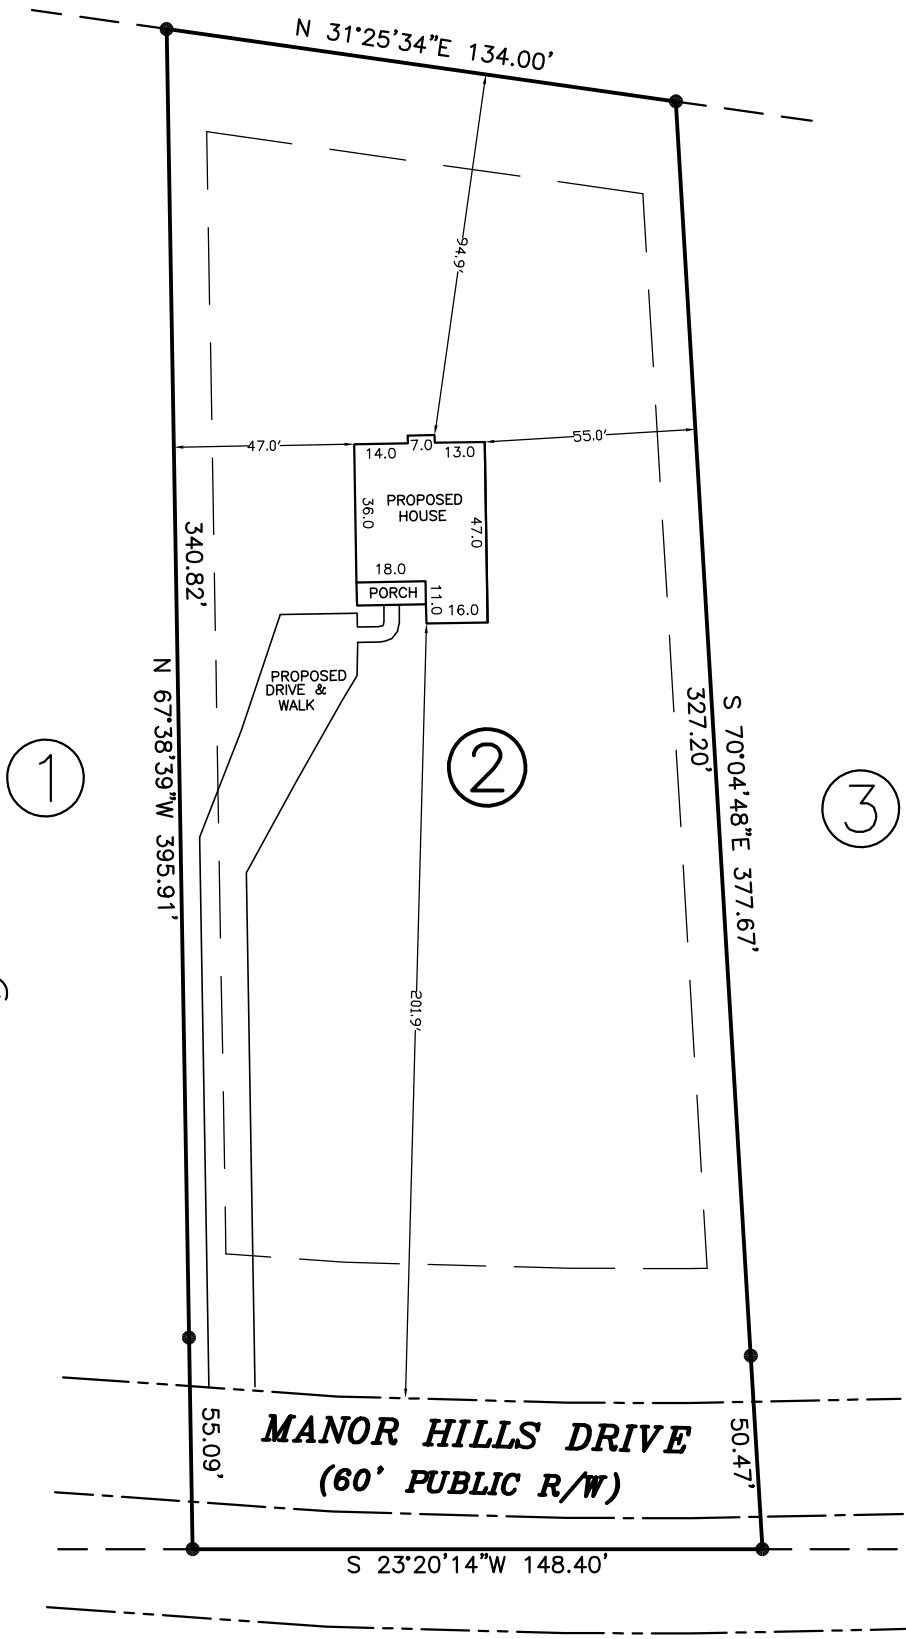 N 31°25'34"E 134.00'
94.9'
47.0'
14.0
7.0
13.0
55.0'
36.0
PROPOSED
HOUSE
47.0
18.0
PORCH
11.0
16.0
340.82'
N 67°38'39"W 395.91'
PROPOSED
DRIVE &
WALK
327.20'
S 70°04'48"E 377.67'
1
2
3
201.9'
55.09'
MANOR HILLS DRIVE
(60' PUBLIC R/W)
50.47'
S 23°20'14"W 148.40'